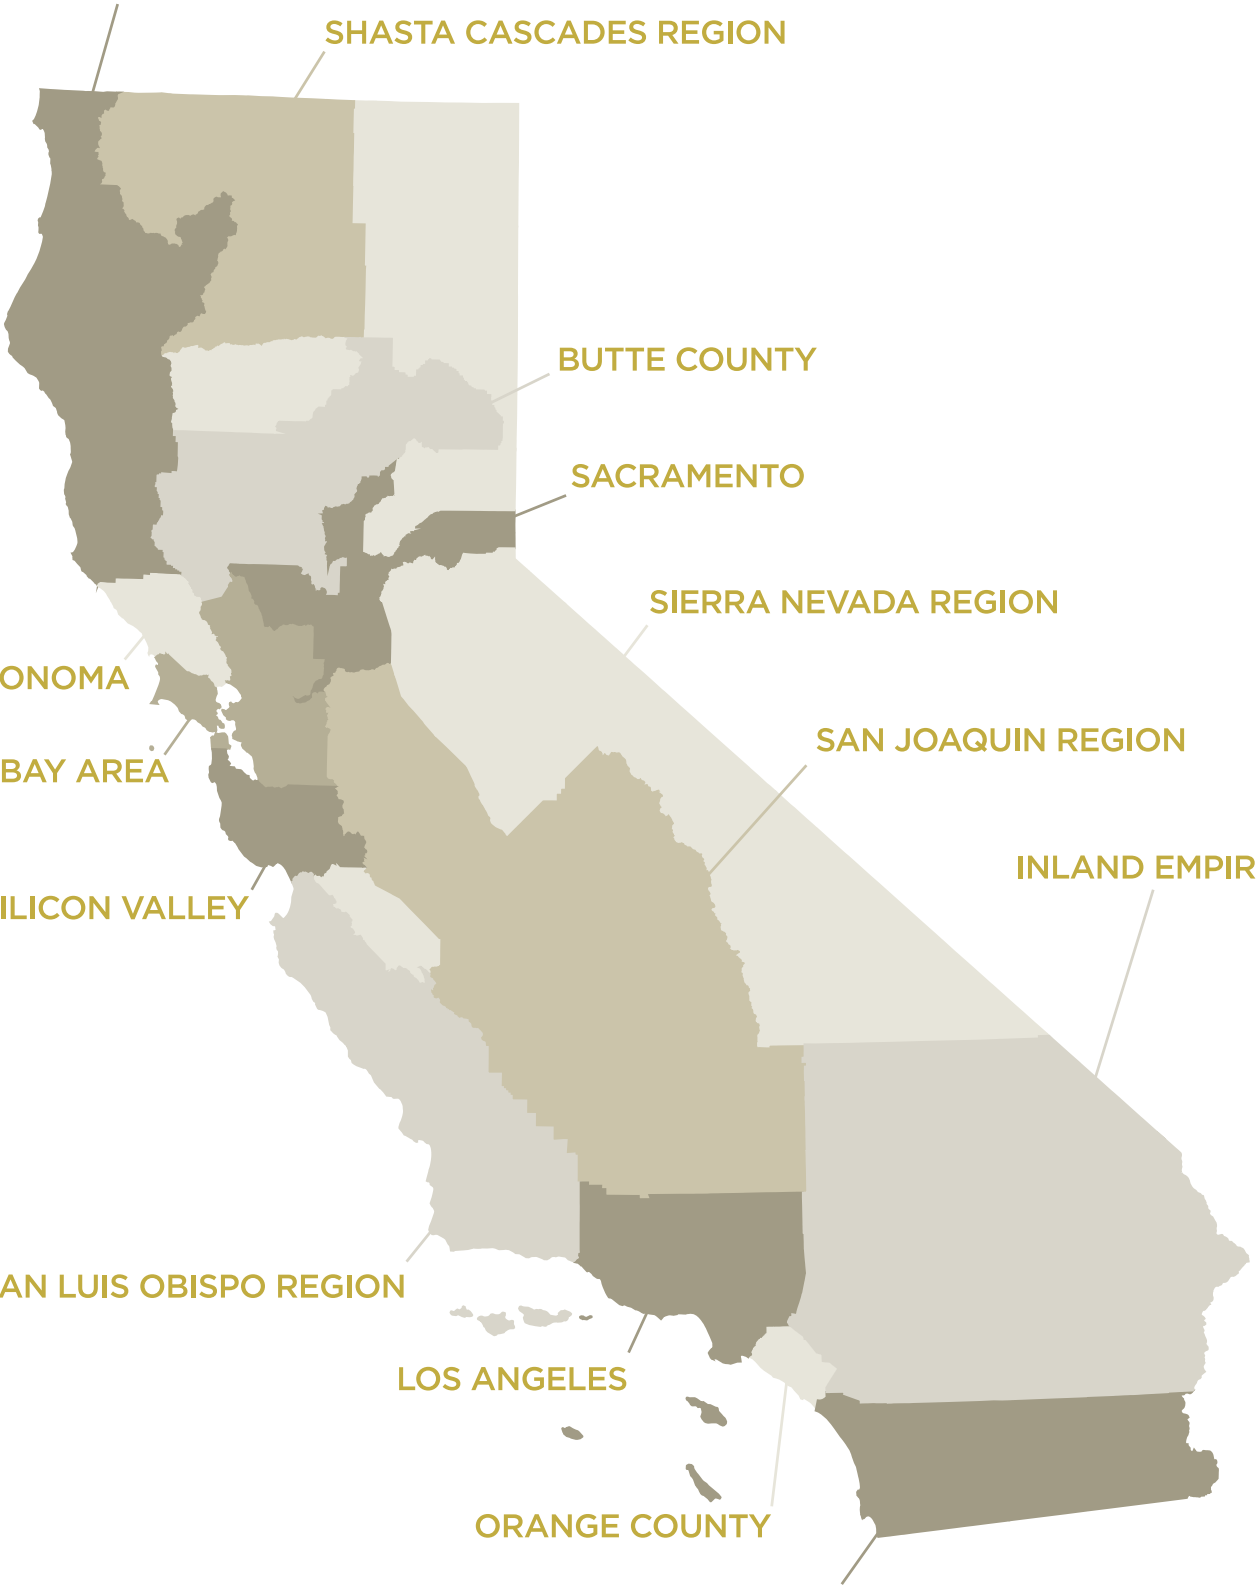 SHASTA CASCADES REGION
BUTTE COUNTY
SACRAMENTO
SIERRA NEVADA REGION
ONOMA
SAN JOAQUIN REGION
BAY AREA
INLAND EMPIR
ILICON VALLEY
AN LUIS OBISPO REGION
LOS ANGELES
ORANGE COUNTY